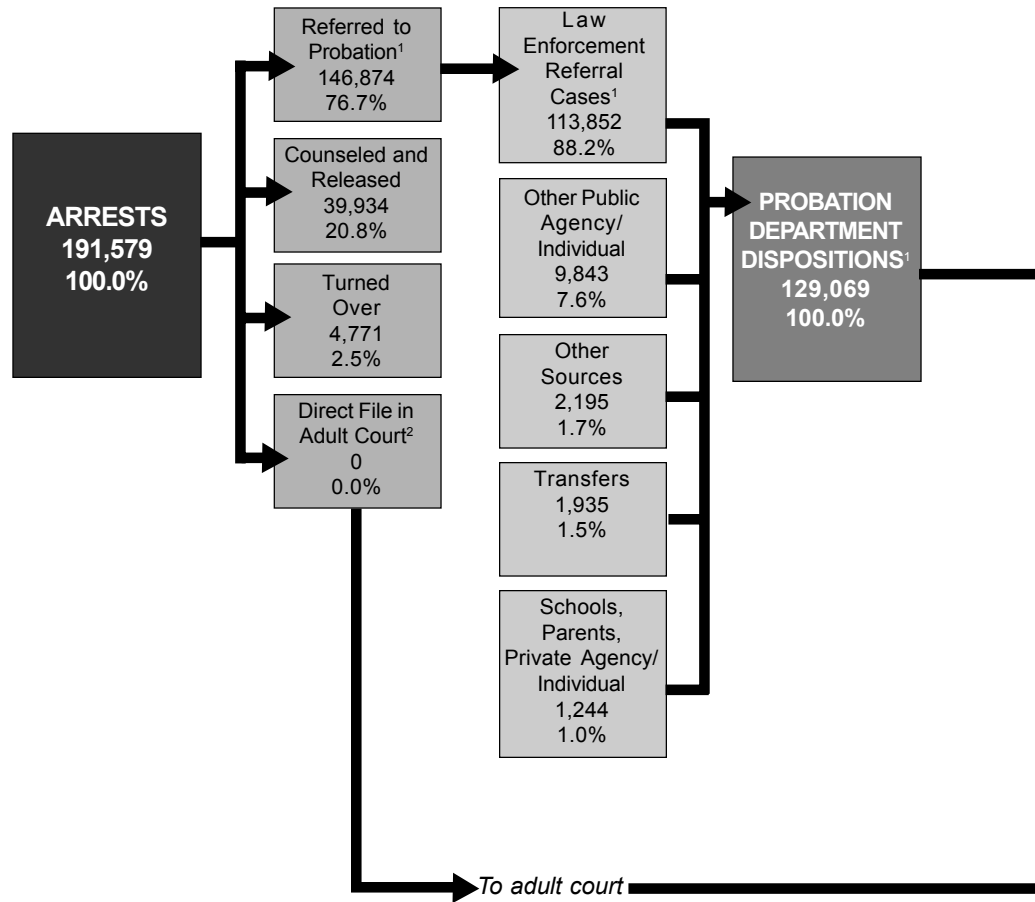 ARRESTS
191,579
100.0%
Referred to
Probation¹
146,874
76.7%
Counseled and
Released
39,934
20.8%
Turned
Over
4,771
2.5%
Direct File in
Adult Court²
0
0.0%
Law
Enforcement
Referral
Cases¹
113,852
88.2%
Other Public
Agency/
Individual
9,843
7.6%
Other
Sources
2,195
1.7%
Transfers
1,935
1.5%
Schools,
Parents,
Private Agency/
Individual
1,244
1.0%
PROBATION
DEPARTMENT
DISPOSITIONS¹
129,069
100.0%
To adult court